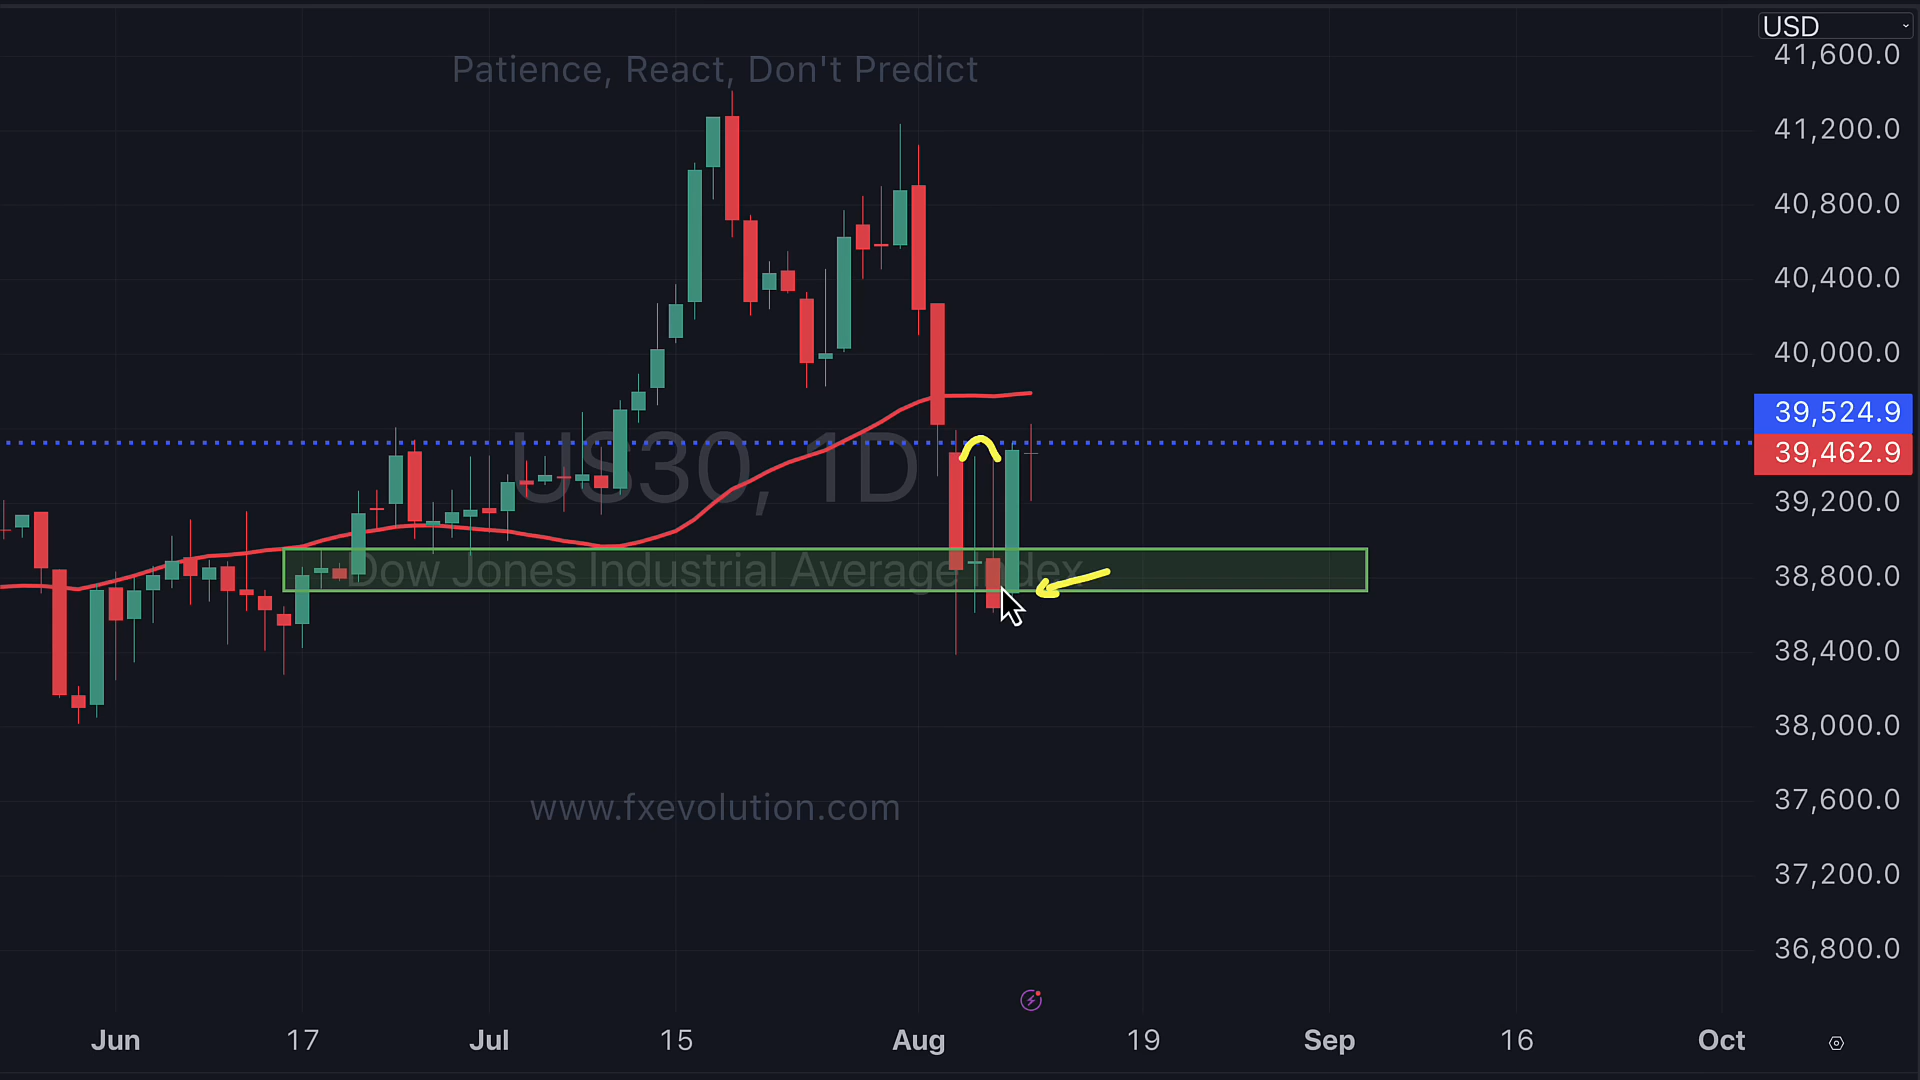 USD
41,600.0
Patience, React, Don't Predict
41,200.0
40,800.0
40,400.0
40,000.0
39,524.9
39,462.9
US30, 1D
39,200.0
Dow Jones Industrial Average Index
38,800.0
38,400.0
38,000.0
www.fxevolution.com
37,600.0
37,200.0
36,800.0
Jun 17 Jul 15 Aug 19 Sep 16 Oct